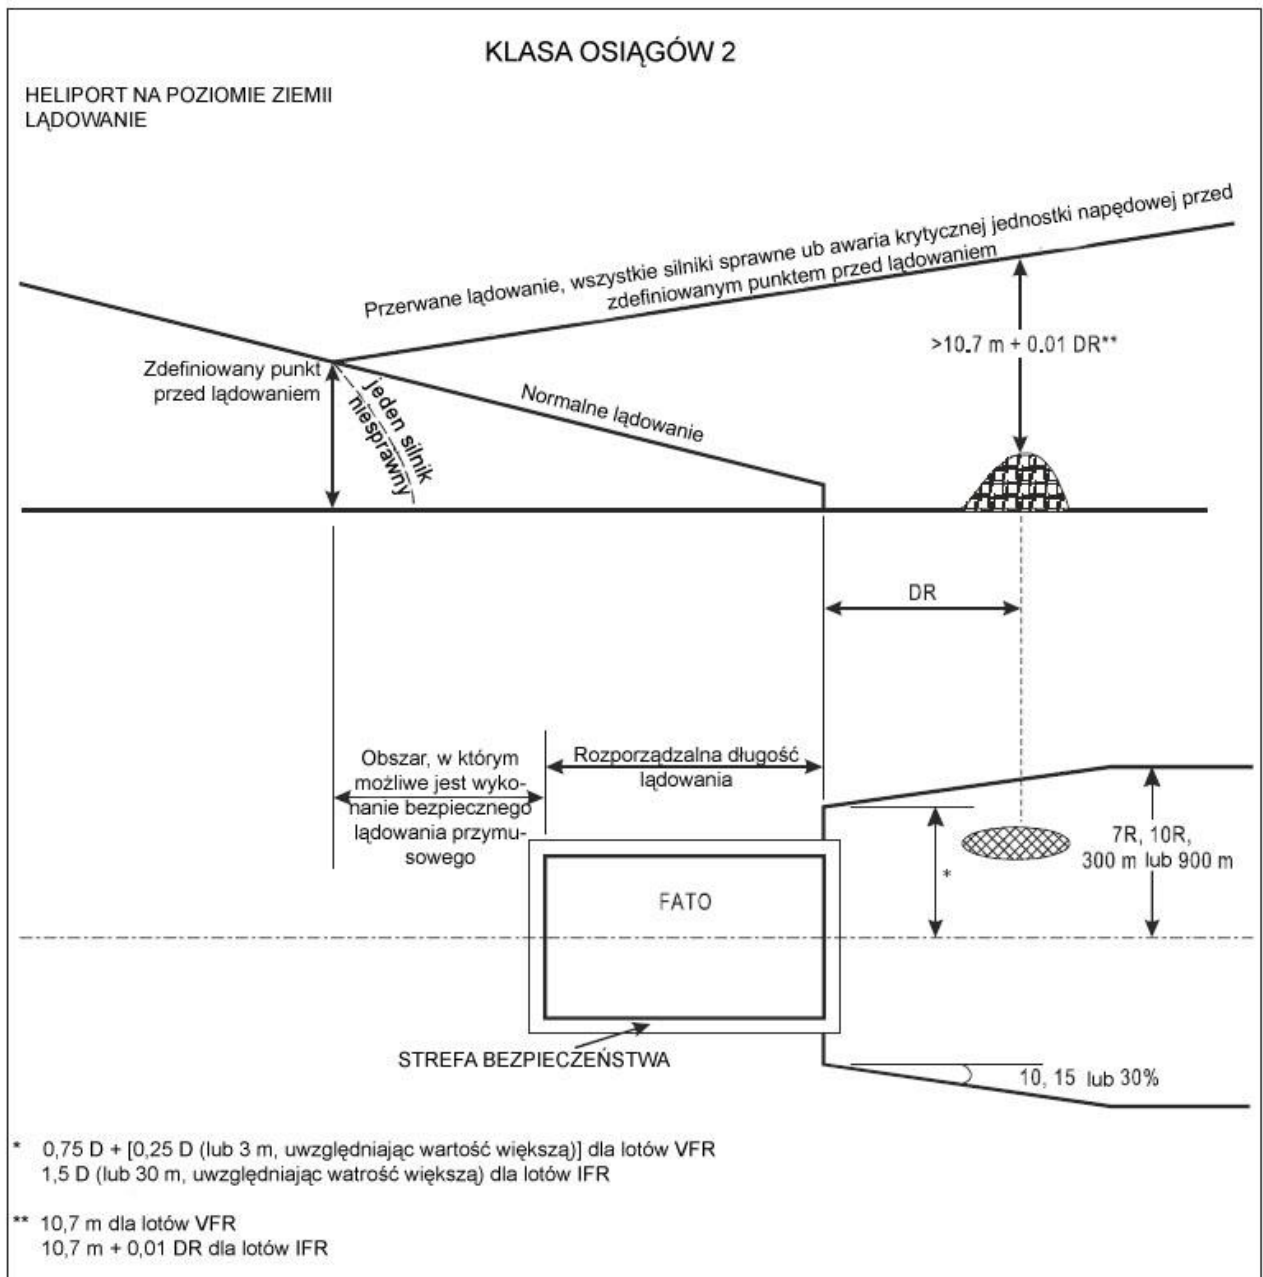 KLASA OSIĄGÓW 2
HELIPORT NA POZIOMIE ZIEMII
LĄDOWANIE
Przerwane lądowanie, wszystkie silniki sprawne ub awaria krytycznej jednostki napędowej przed
zdefiniowanym punktem przed lądowaniem
>10.7 m + 0.01 DR**
Zdefiniowany punkt
przed lądowaniem
jeden silnik
niesprawny
Normalne lądowanie
DR
Obszar, w którym
możliwe jest wyko-
nanie bezpiecznego
lądowania przymu-
sowego
Rozporządzalna długość
lądowania
7R, 10R,
300 m lub 900 m
*
FATO
STREFA BEZPIECZEŃSTWA
10, 15 lub 30%
* 0,75 D + [0,25 D (lub 3 m, uwzględniając wartość większą)] dla lotów VFR
1,5 D (lub 30 m, uwzględniając watrość większą) dla lotów IFR
** 10,7 m dla lotów VFR
10,7 m + 0,01 DR dla lotów IFR